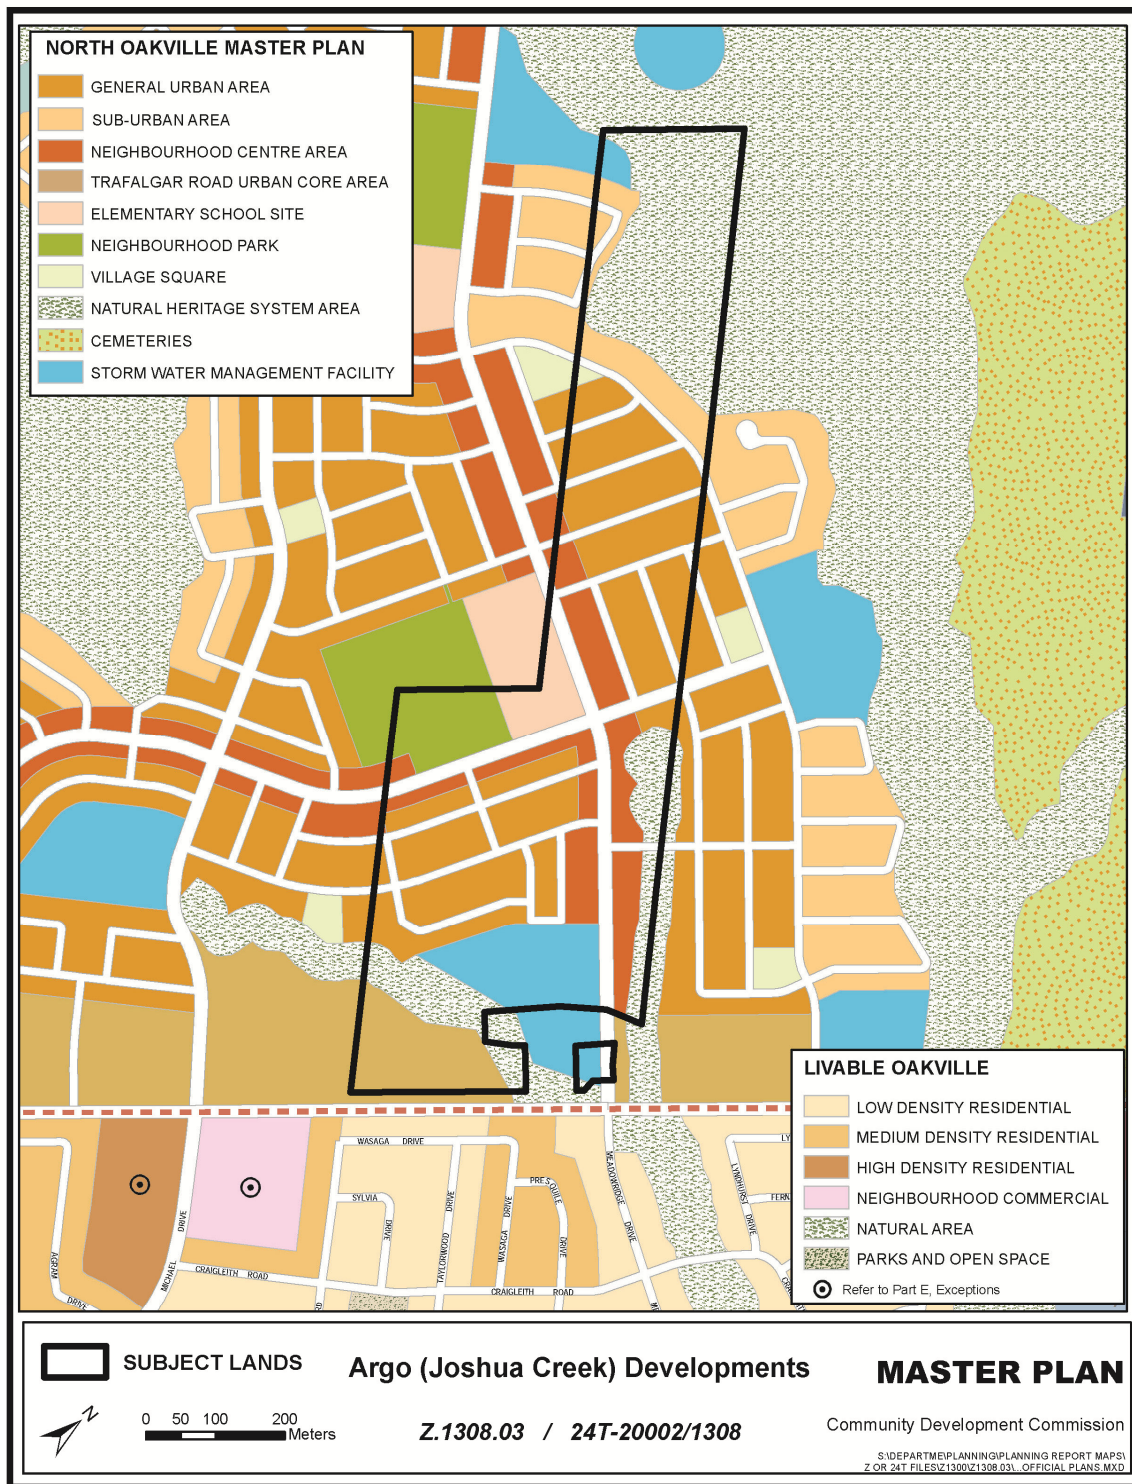 NORTH OAKVILLE MASTER PLAN
GENERAL URBAN AREA
SUB-URBAN AREA
NEIGHBOURHOOD CENTRE AREA
TRAFALGAR ROAD URBAN CORE AREA
ELEMENTARY SCHOOL SITE
NEIGHBOURHOOD PARK
VILLAGE SQUARE
NATURAL HERITAGE SYSTEM AREA
CEMETERIES
STORM WATER MANAGEMENT FACILITY
LIVABLE OAKVILLE
LOW DENSITY RESIDENTIAL
MEDIUM DENSITY RESIDENTIAL
HIGH DENSITY RESIDENTIAL
NEIGHBOURHOOD COMMERCIAL
NATURAL AREA
PARKS AND OPEN SPACE
Refer to Part E, Exceptions
WASAGA DRIVE
SYLVIA
DRIVE
TAYLORWOOD DRIVE
WASAGA DRIVE
PRESQUILE
DRIVE
MEADOWRIDGE DRIVE
LYNDHURST DRIVE
LY
FERN
AGRAM
DRIVE
MICHAEL DRIVE
CRAIGLEITH ROAD
CRAIGLEITH ROAD
RD
SUBJECT LANDS
Argo (Joshua Creek) Developments
MASTER PLAN
N
0 50 100 200
Meters
Z.1308.03 / 24T-20002/1308
Community Development Commission
S:\DEPARTME\PLANNING\PLANNING REPORT MAPS\
Z OR 24T FILES\Z1300\Z1308.03\...OFFICIAL PLANS.MXD